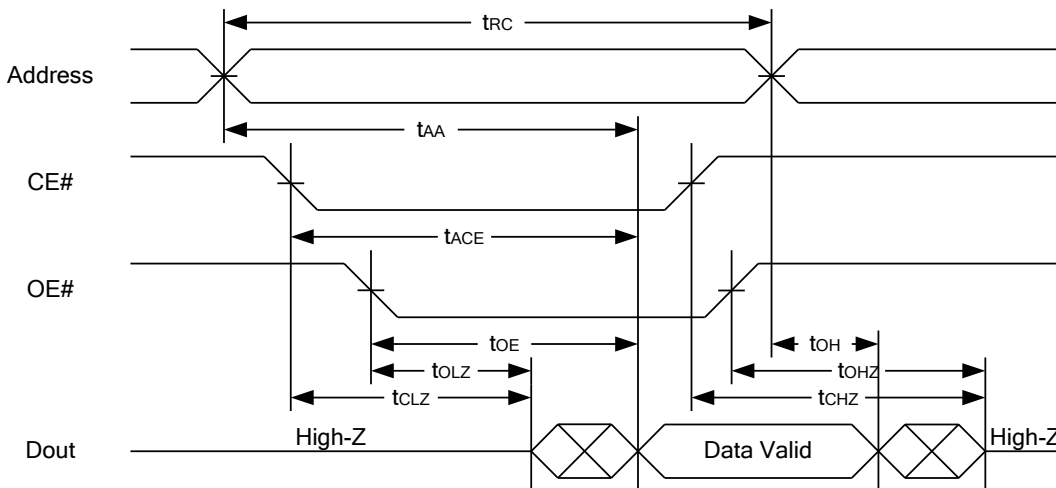 tRC
Address
tAA
CE#
tACE
OE#
tOE
tOH
tOLZ
tOHZ
tCLZ
tCHZ
Dout
High-Z
Data Valid
High-Z